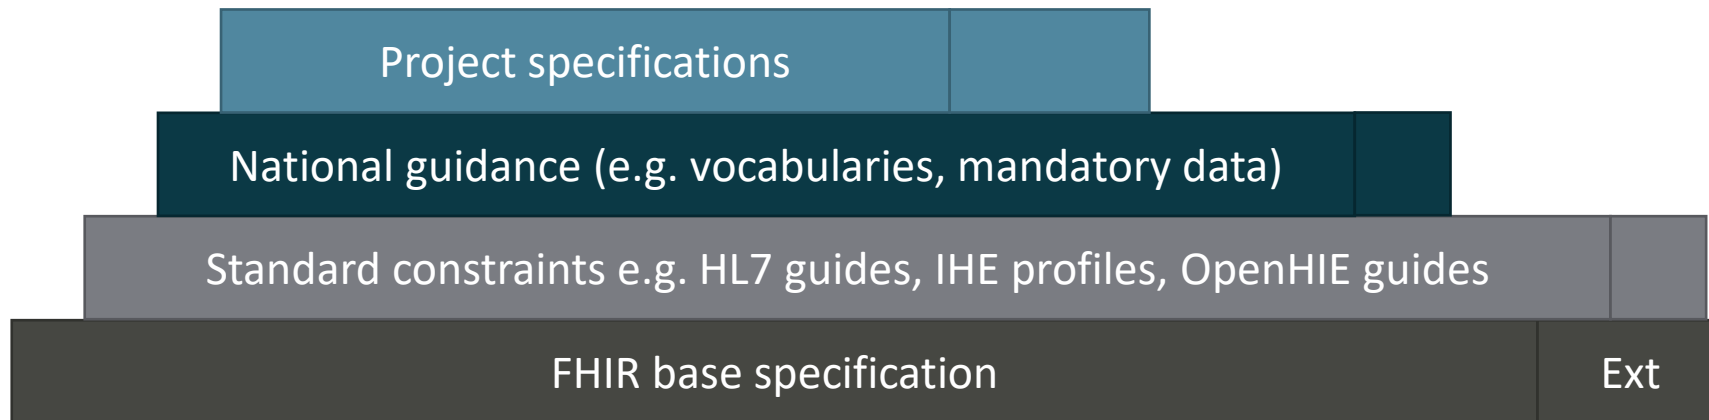 Project specifications
National guidance (e.g. vocabularies, mandatory data)
Standard constraints e.g. HL7 guides, IHE profiles, OpenHIE guides
FHIR base specification
Ext